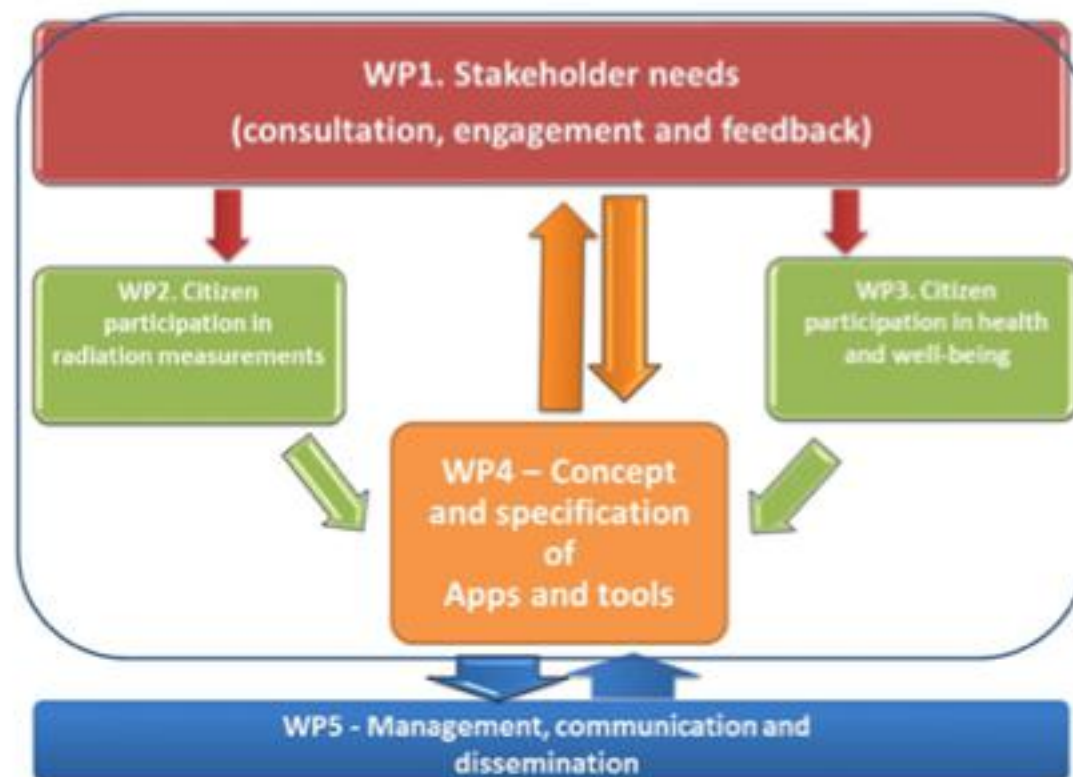 WP1. Stakeholder needs
(consultation, engagement and feedback)
WP2. Citizen
participation in
radiation measurements
WP3. Citizen
participation in health
and well-being
WP4 – Concept
and specification
of
Apps and tools
WP5 - Management, communication and
dissemination